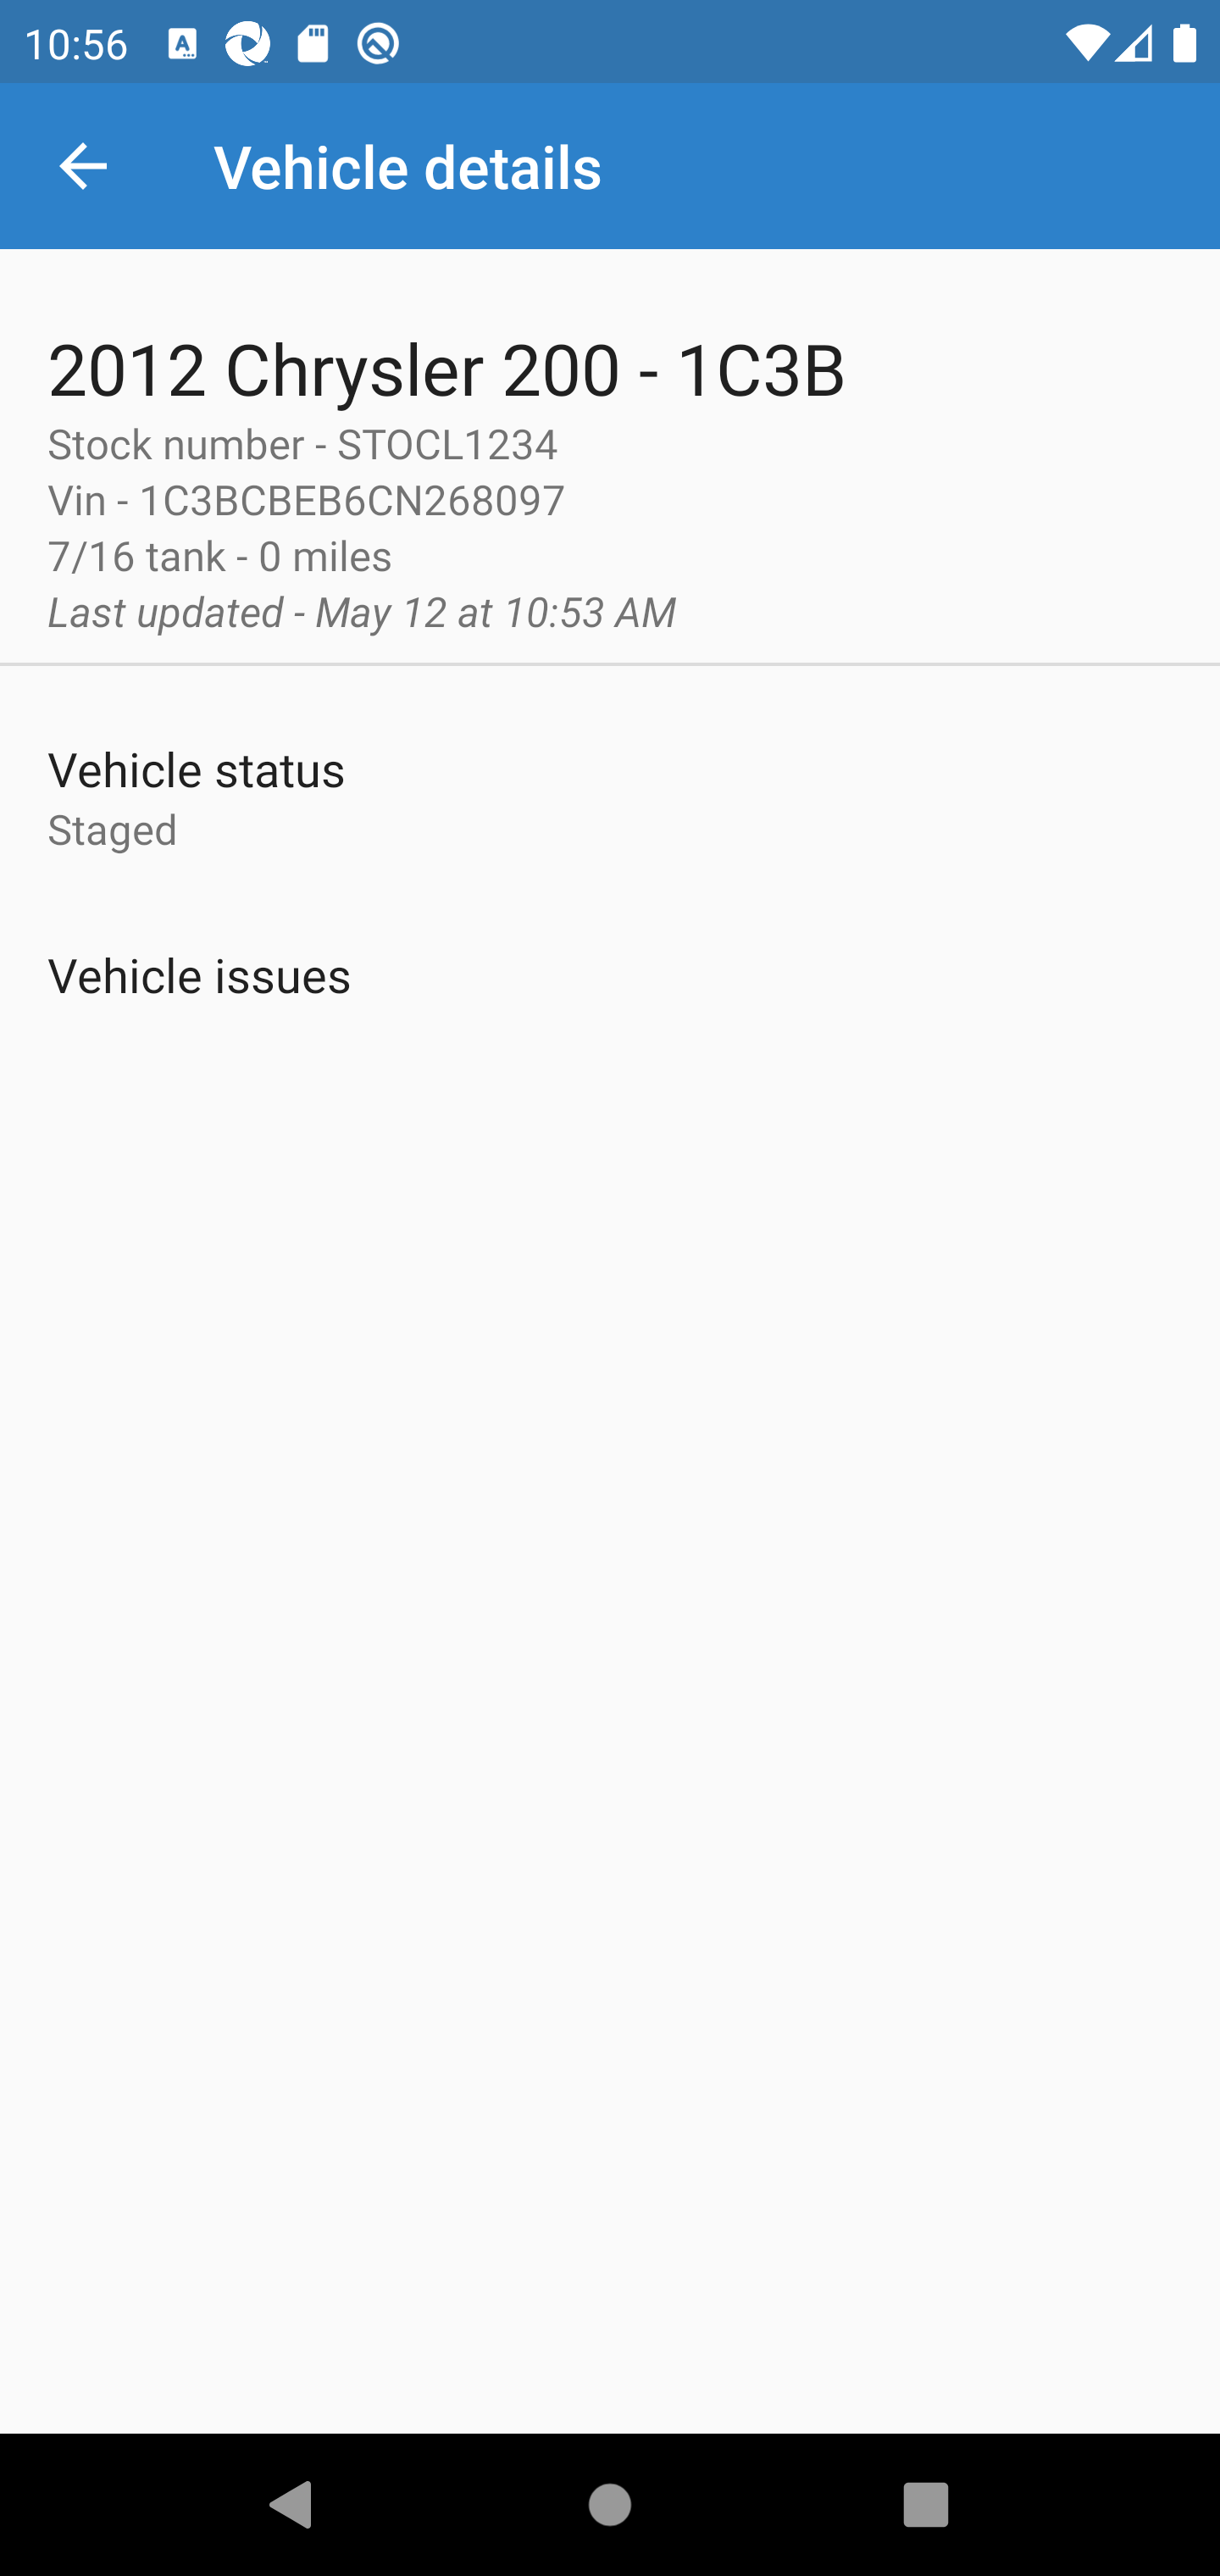 10:56
Vehicle details
2012 Chrysler 200 - 1C3B
Stock number - STOCL1234
Vin - 1C3BCBEB6CN268097
7/16 tank - 0 miles
Last updated - May 12 at 10:53 AM
Vehicle status
Staged
Vehicle issues